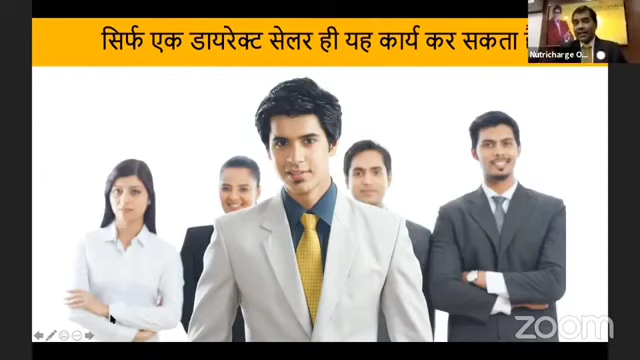 सिर्फ एक डायरेक्ट सेलर ही यह कार्य कर सकता
Nutricharge O...
zoom